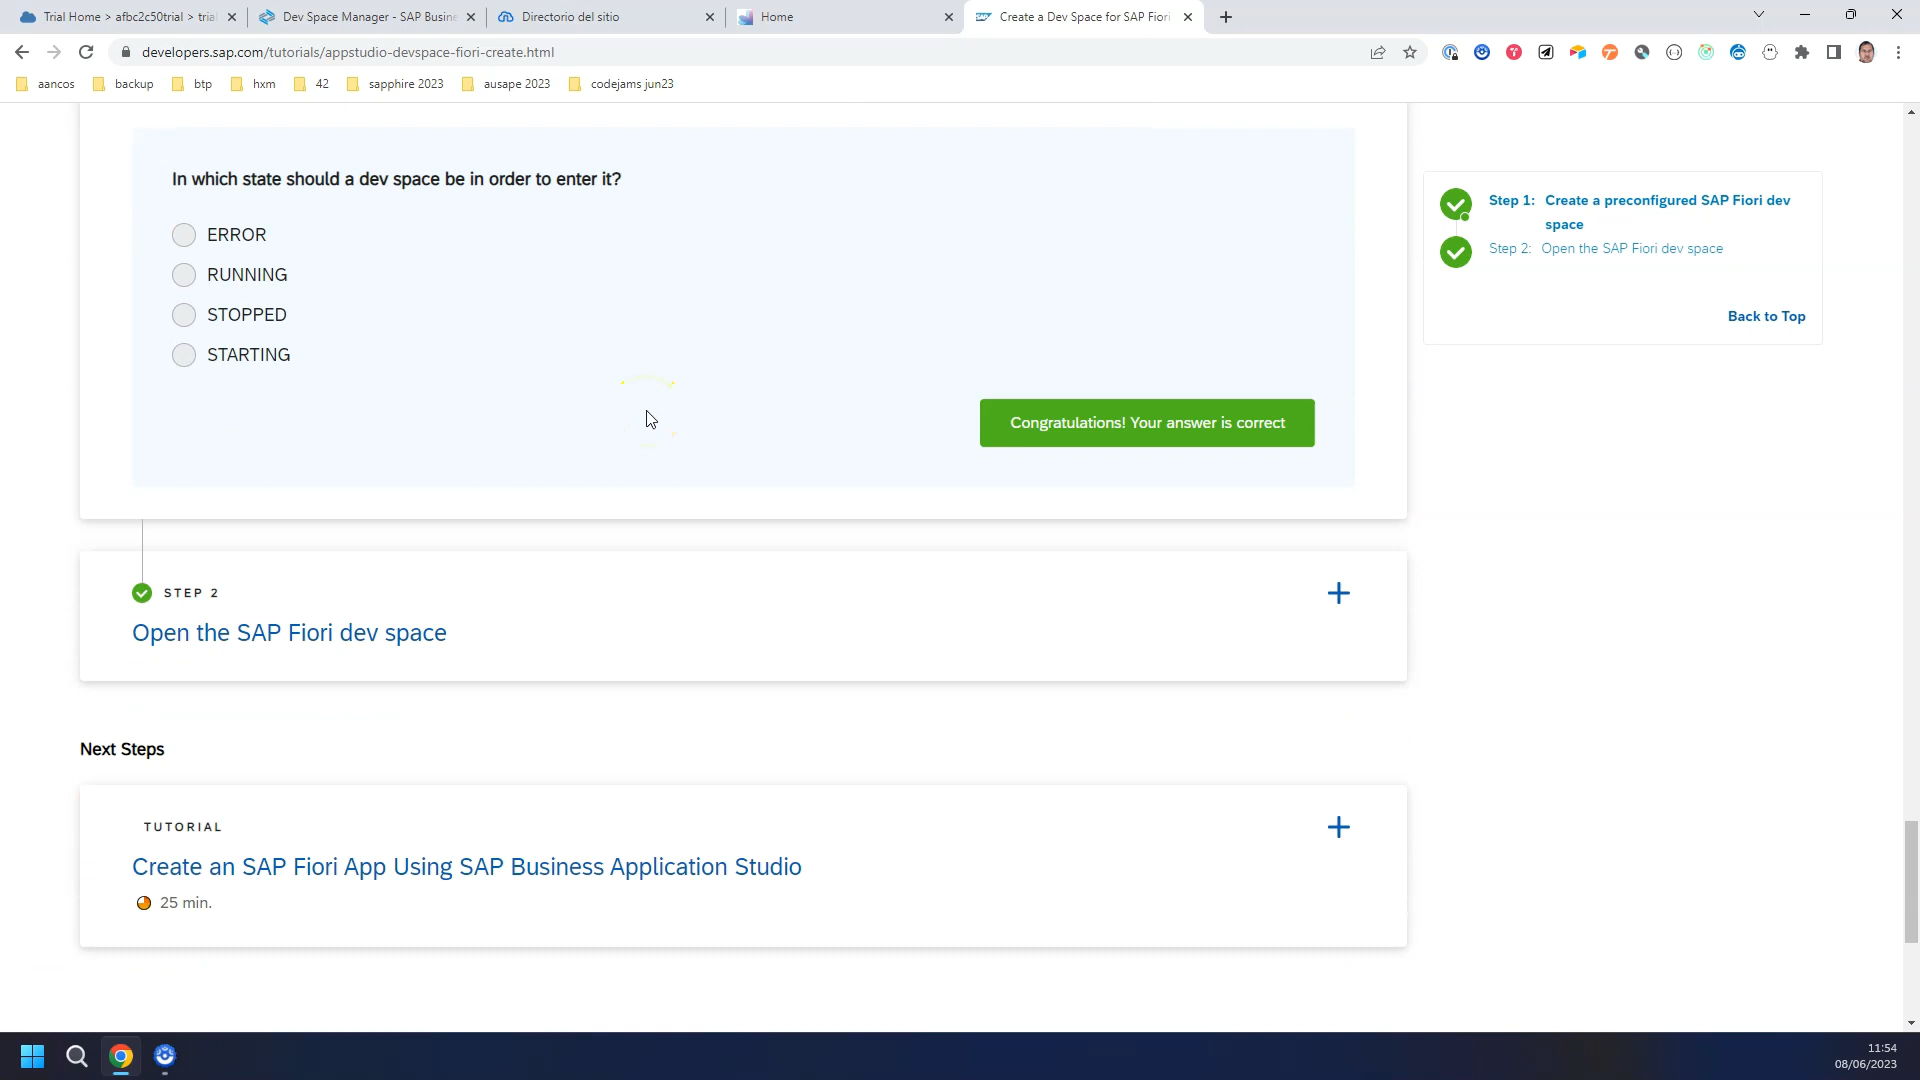 Trial Home > afbc2c50trial > trial
Dev Space Manager - SAP Busine
Directorio del sitio
Home
Create a Dev Space for SAP Fiori
developers.sap.com/tutorials/appstudio-devspace-fiori-create.html
aancos
backup
btp
hxm
42
sapphire 2023
ausape 2023
codejams jun23
In which state should a dev space be in order to enter it?
ERROR
RUNNING
STOPPED
STARTING
Congratulations! Your answer is correct
Step 1: Create a preconfigured SAP Fiori dev
space
Step 2: Open the SAP Fiori dev space
Back to Top
STEP 2
Open the SAP Fiori dev space
Next Steps
TUTORIAL
Create an SAP Fiori App Using SAP Business Application Studio
25 min.
11:54
08/06/2023